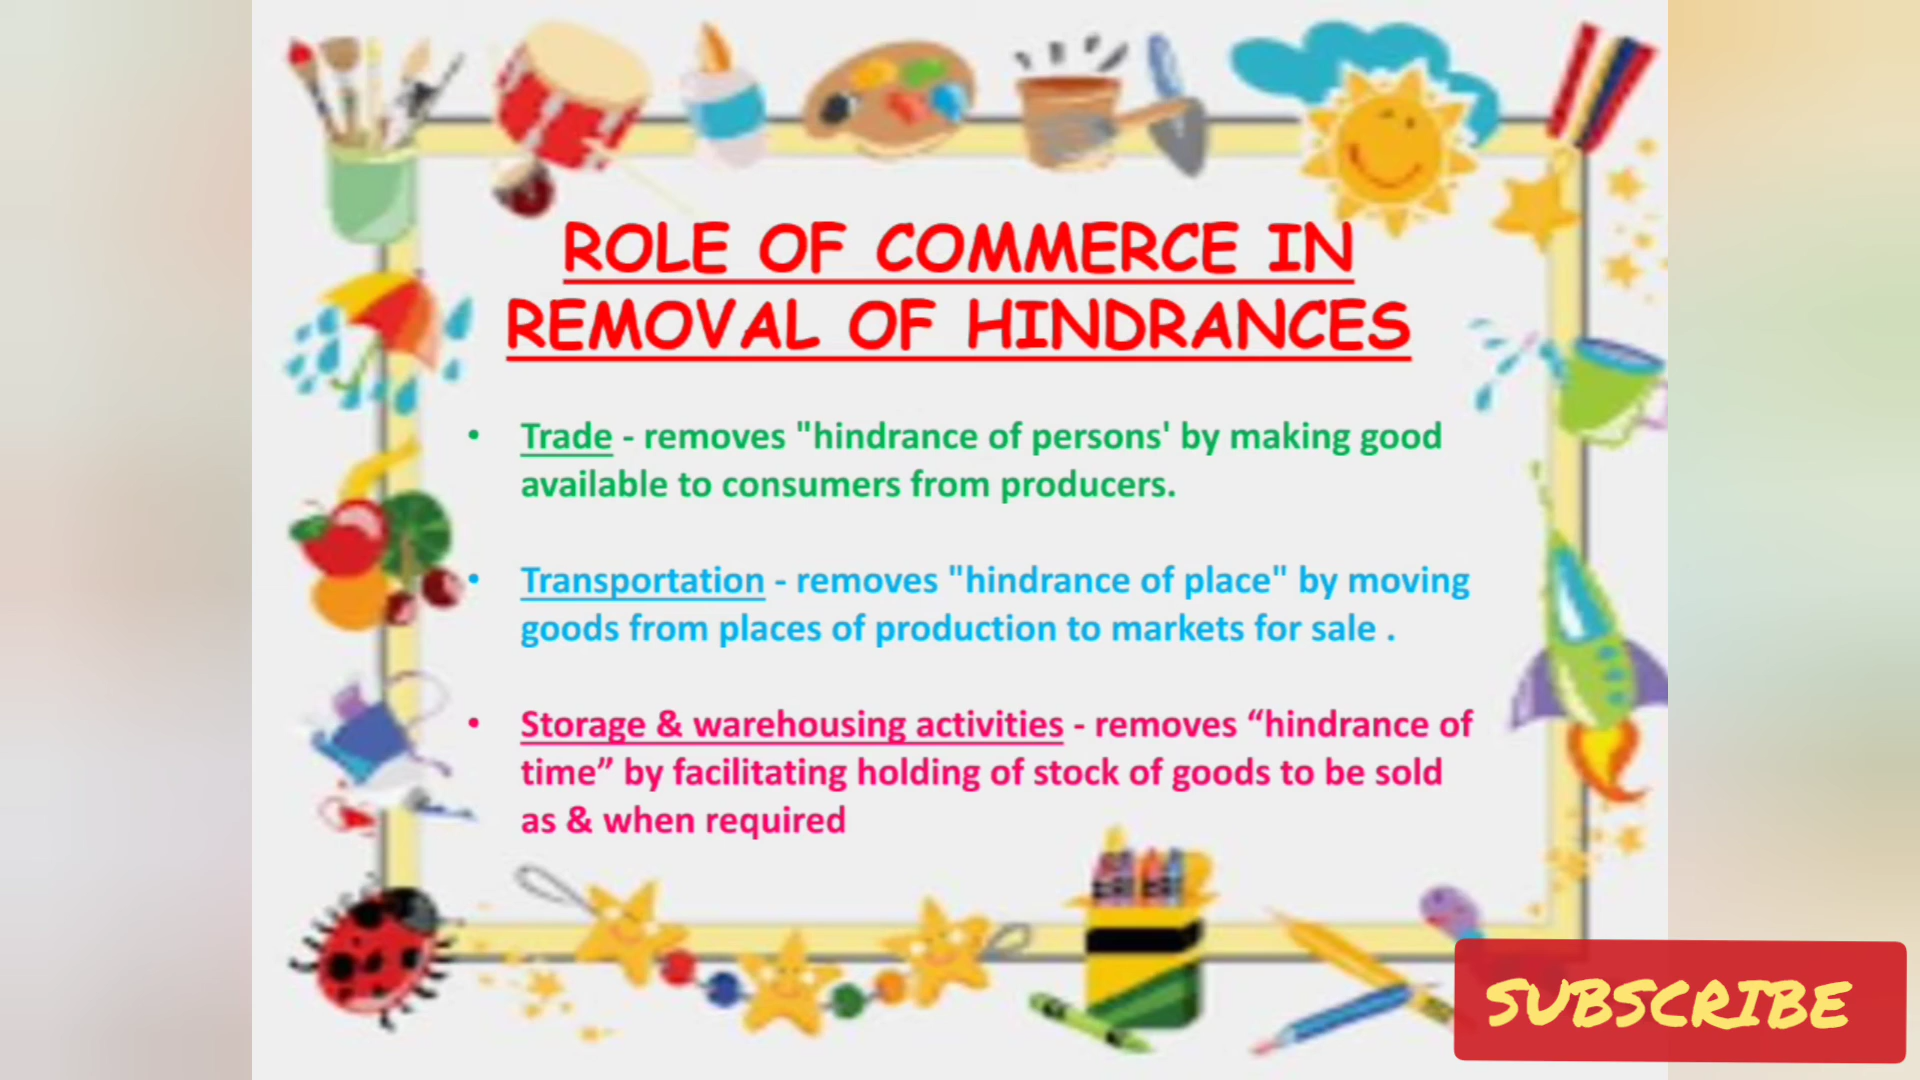 ROLE OF COMMERCE IN
REMOVAL OF HINDRANCES
• Trade - removes "hindrance of persons' by making good
available to consumers from producers.
• Transportation - removes "hindrance of place" by moving
goods from places of production to markets for sale .
• Storage & warehousing activities - removes “hindrance of
time” by facilitating holding of stock of goods to be sold
as & when required
SUBSCRIBE